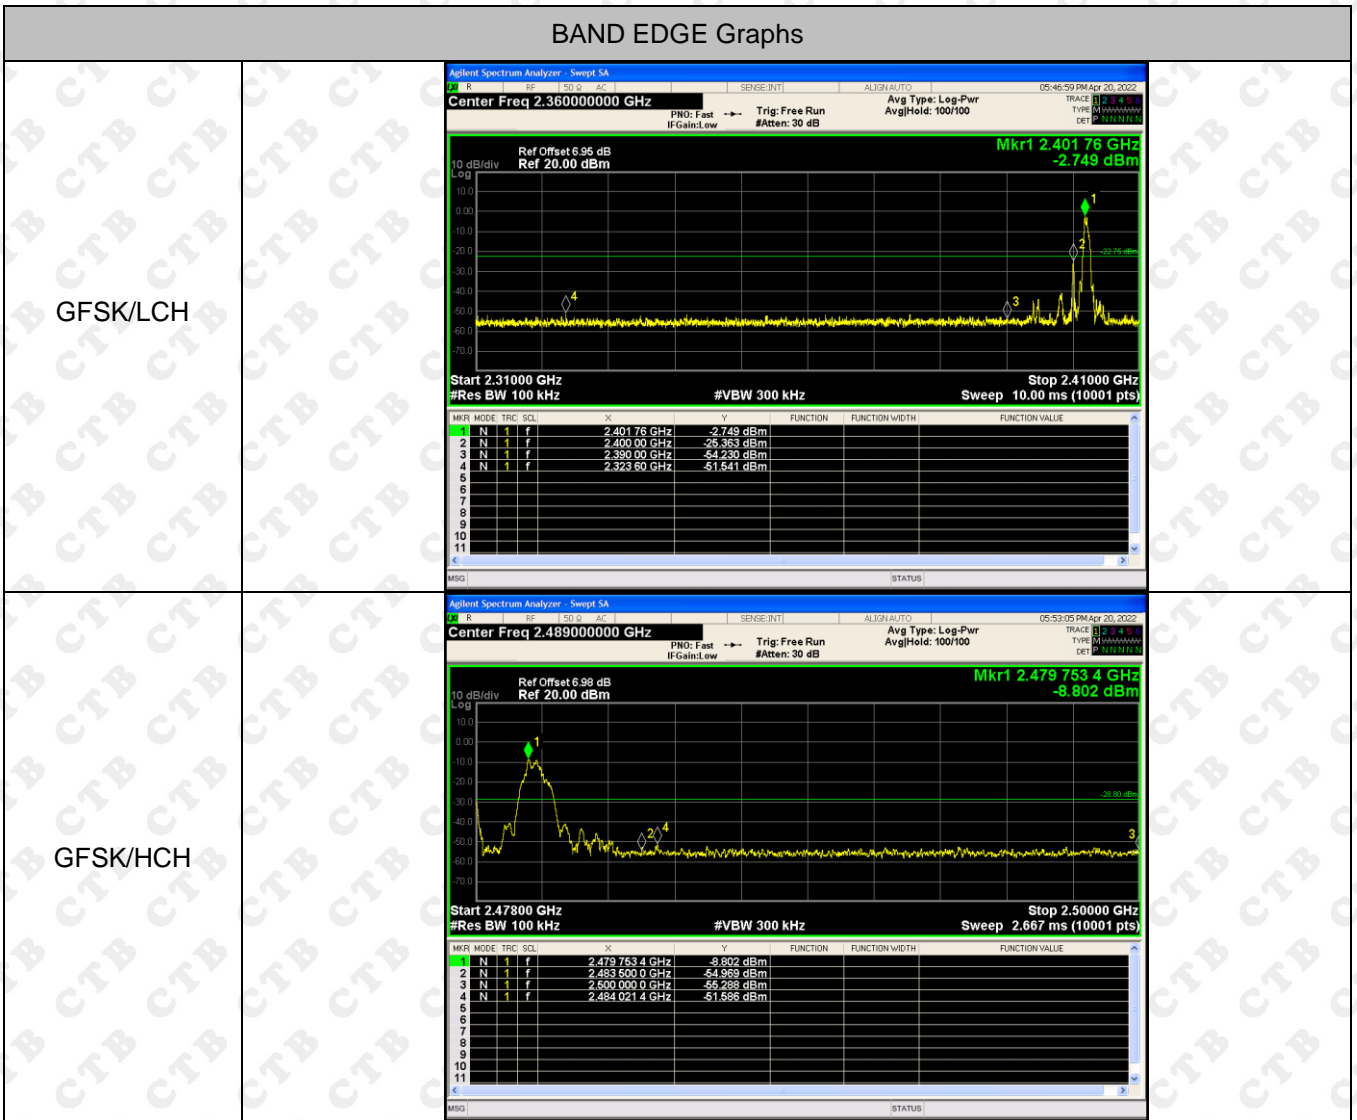 BAND EDGE Graphs
GFSK/LCH
Agilent Spectrum Analyzer - Swept SA
R RF 50 Ω AC SENSE:INT ALIGN AUTO 05:46:59 PM Apr 20, 2022
Center Freq 2.360000000 GHz Avg Type: Log-Pwr TRACE 1 2 3 4 5 6
PNO: Fast Trig: Free Run Avg|Hold: 100/100 TYPE M
IFGain:Low #Atten: 30 dB DET P N N N N N
Mkr1 2.401 76 GHz
Ref Offset 6.95 dB
10 dB/div Ref 20.00 dBm -2.749 dBm
Log
10.0
0.00
-10.0
-20.0
-30.0
-40.0
-50.0
-60.0
-70.0
1
2
-22.75 dBm
3
4
Start 2.31000 GHz Stop 2.41000 GHz
#Res BW 100 kHz #VBW 300 kHz Sweep 10.00 ms (10001 pts)
MKR MODE TRC SCL X Y FUNCTION FUNCTION WIDTH FUNCTION VALUE
1 N 1 f 2.401 76 GHz -2.749 dBm
2 N 1 f 2.400 00 GHz -25.363 dBm
3 N 1 f 2.390 00 GHz -54.230 dBm
4 N 1 f 2.323 60 GHz -51.541 dBm
5
6
7
8
9
10
11
MSG STATUS
GFSK/HCH
Agilent Spectrum Analyzer - Swept SA
R RF 50 Ω AC SENSE:INT ALIGN AUTO 05:53:05 PM Apr 20, 2022
Center Freq 2.489000000 GHz Avg Type: Log-Pwr TRACE 1 2 3 4 5 6
PNO: Fast Trig: Free Run Avg|Hold: 100/100 TYPE M
IFGain:Low #Atten: 30 dB DET P N N N N N
Mkr1 2.479 753 4 GHz
Ref Offset 6.98 dB
10 dB/div Ref 20.00 dBm -8.802 dBm
Log
10.0
0.00
-10.0
-20.0
-30.0
-40.0
-50.0
-60.0
-70.0
1
-28.80 dBm
2
4
3
Start 2.47800 GHz Stop 2.50000 GHz
#Res BW 100 kHz #VBW 300 kHz Sweep 2.667 ms (10001 pts)
MKR MODE TRC SCL X Y FUNCTION FUNCTION WIDTH FUNCTION VALUE
1 N 1 f 2.479 753 4 GHz -8.802 dBm
2 N 1 f 2.483 500 0 GHz -54.969 dBm
3 N 1 f 2.500 000 0 GHz -55.288 dBm
4 N 1 f 2.484 021 4 GHz -51.586 dBm
5
6
7
8
9
10
11
MSG STATUS